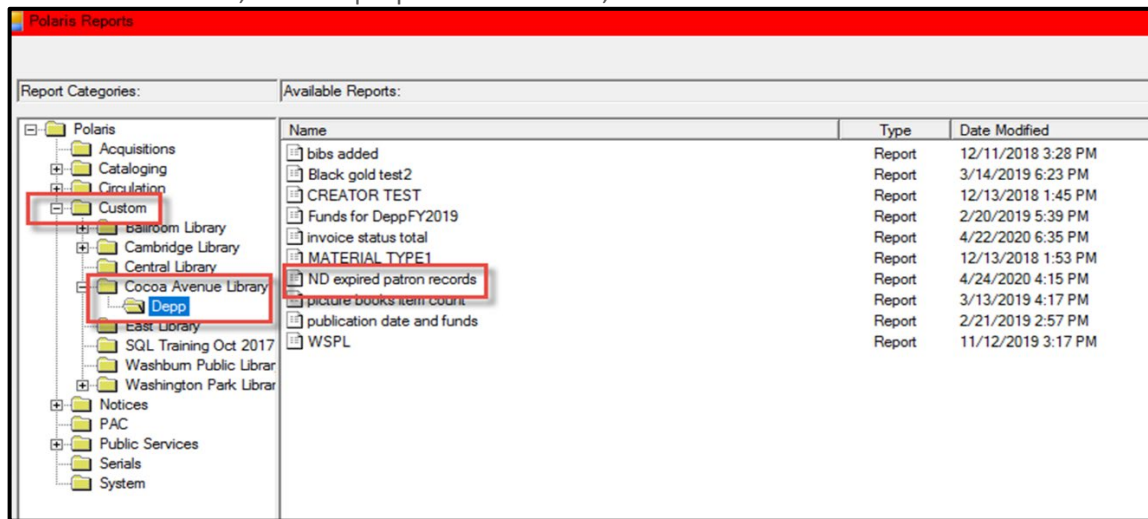 Polaris Reports
Report Categories:
Available Reports:
Polaris
Acquisitions
Cataloging
Circulation
Custom
Ballroom Library
Cambridge Library
Central Library
Cocoa Avenue Library
Depp
East Library
SQL Training Oct 2017
Washburn Public Librar
Washington Park Librar
Notices
PAC
Public Services
Serials
System
Name Type Date Modified
bibs added Report 12/11/2018 3:28 PM
Black gold test2 Report 3/14/2019 6:23 PM
CREATOR TEST Report 12/13/2018 1:45 PM
Funds for DeppFY2019 Report 2/20/2019 5:39 PM
invoice status total Report 4/22/2020 6:35 PM
MATERIAL TYPE1 Report 12/13/2018 1:53 PM
ND expired patron records Report 4/24/2020 4:15 PM
picture books item count Report 3/13/2019 4:17 PM
publication date and funds Report 2/21/2019 2:57 PM
WSPL Report 11/12/2019 3:17 PM